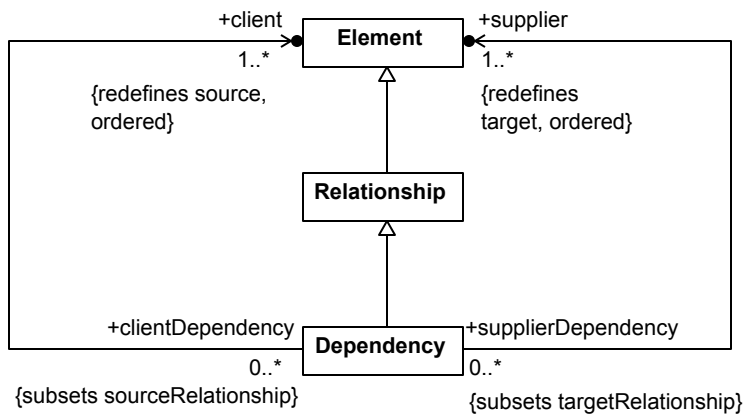 +client
Element
+supplier
1..*
1..*
{redefines source,
ordered}
{redefines
target, ordered}
Relationship
+clientDependency
Dependency
+supplierDependency
0..*
0..*
{subsets sourceRelationship}
{subsets targetRelationship}